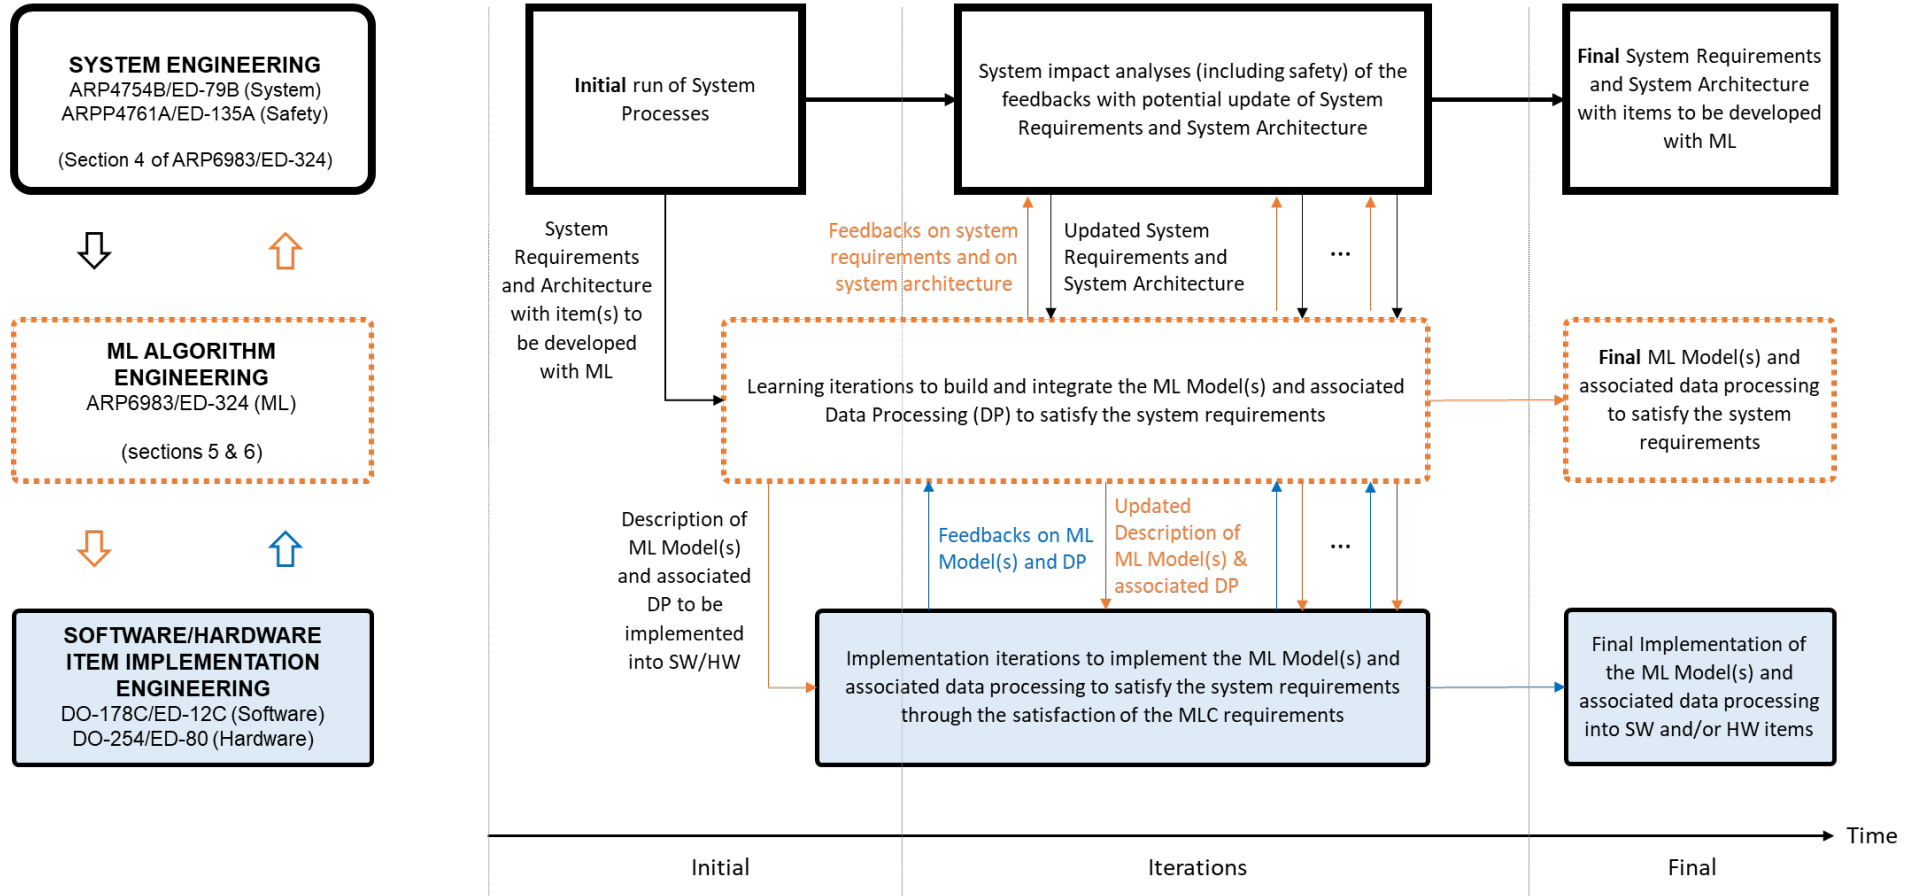 SYSTEM ENGINEERING
ARP4754B/ED-79B (System)
ARPP4761A/ED-135A (Safety)
(Section 4 of ARP6983/ED-324)
ML ALGORITHM
ENGINEERING
ARP6983/ED-324 (ML)
(sections 5 & 6)
SOFTWARE/HARDWARE
ITEM IMPLEMENTATION
ENGINEERING
DO-178C/ED-12C (Software)
DO-254/ED-80 (Hardware)
Initial run of System
Processes
System impact analyses (including safety) of the
feedbacks with potential update of System
Requirements and System Architecture
Final System Requirements
and System Architecture
with items to be developed
with ML
System
Requirements
and Architecture
with item(s) to
be developed
with ML
Feedbacks on system
requirements and on
system architecture
Updated System
Requirements and
System Architecture
...
Learning iterations to build and integrate the ML Model(s) and associated
Data Processing (DP) to satisfy the system requirements
Final ML Model(s) and
associated data processing
to satisfy the system
requirements
Description of
ML Model(s)
and associated
DP to be
implemented
into SW/HW
Feedbacks on ML
Model(s) and DP
Updated
Description of
ML Model(s) &
associated DP
...
Implementation iterations to implement the ML Model(s) and
associated data processing to satisfy the system requirements
through the satisfaction of the MLC requirements
Final Implementation of
the ML Model(s) and
associated data processing
into SW and/or HW items
Time
Initial
Iterations
Final